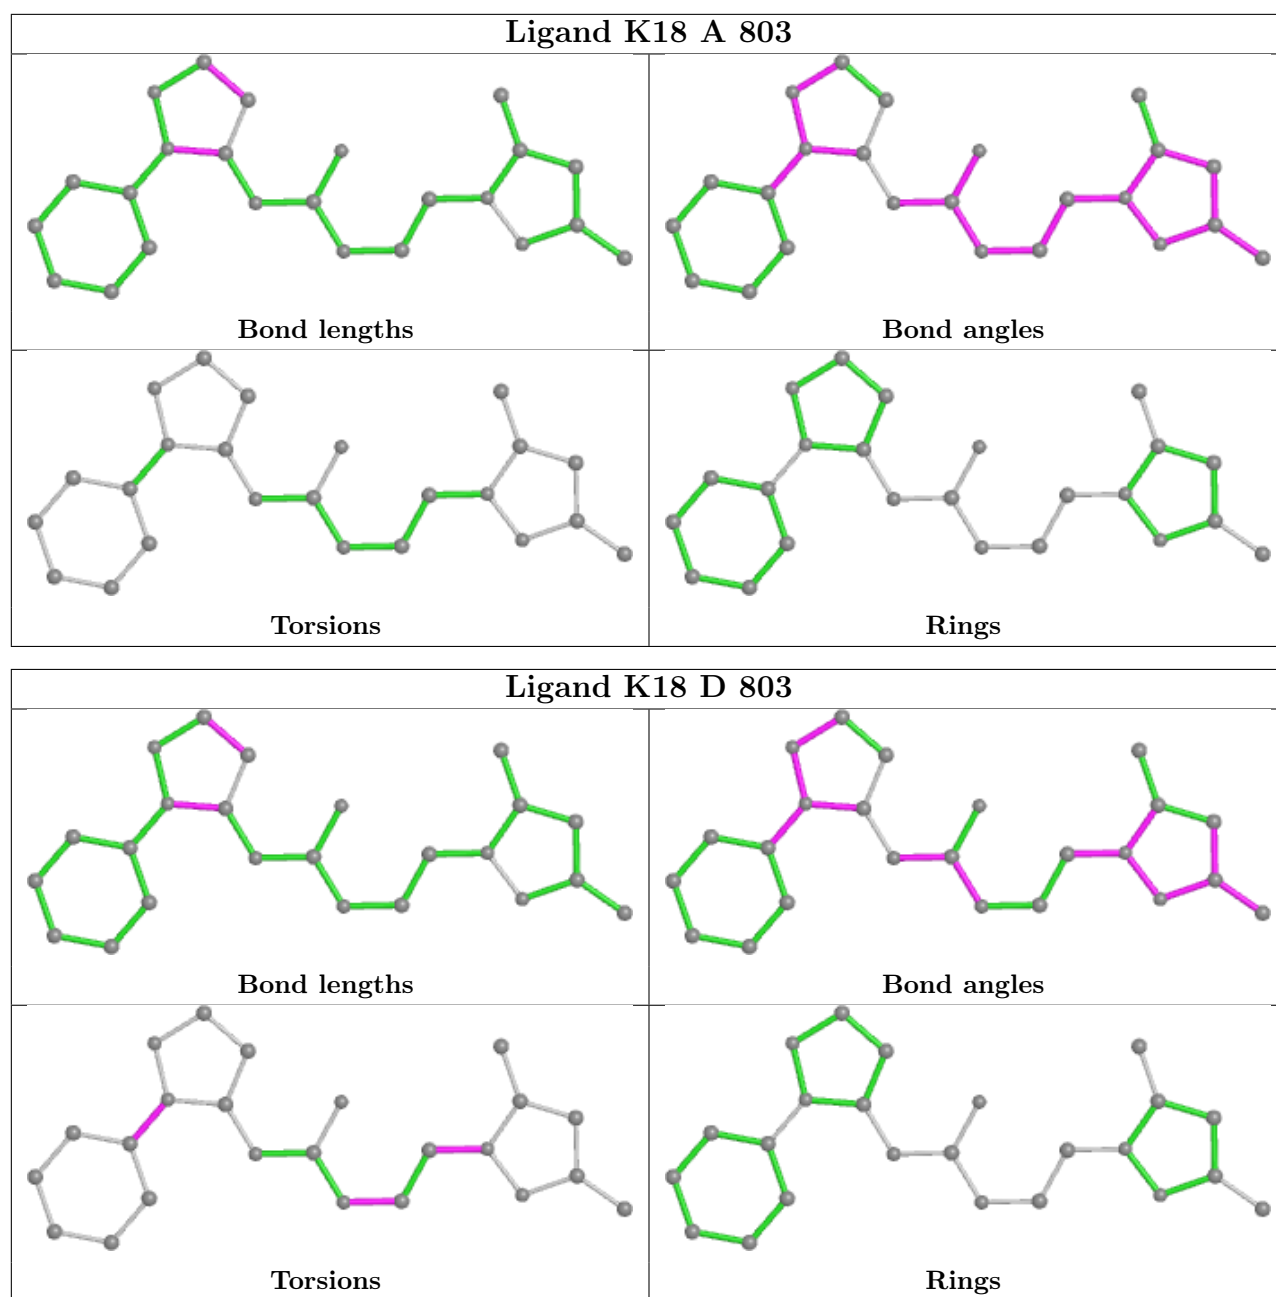 Ligand K18 A 803
Bond lengths
Bond angles
Torsions
Rings
Ligand K18 D 803
Bond lengths
Bond angles
Torsions
Rings